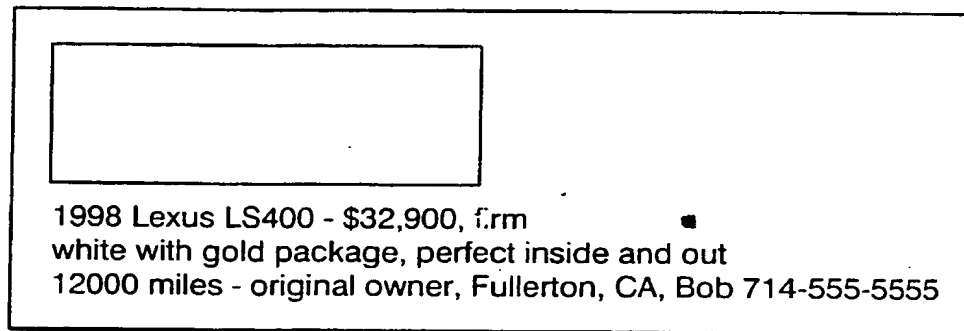 1998 Lexus LS400 - $32,900, firm
white with gold package, perfect inside and out
12000 miles - original owner, Fullerton, CA, Bob 714-555-5555